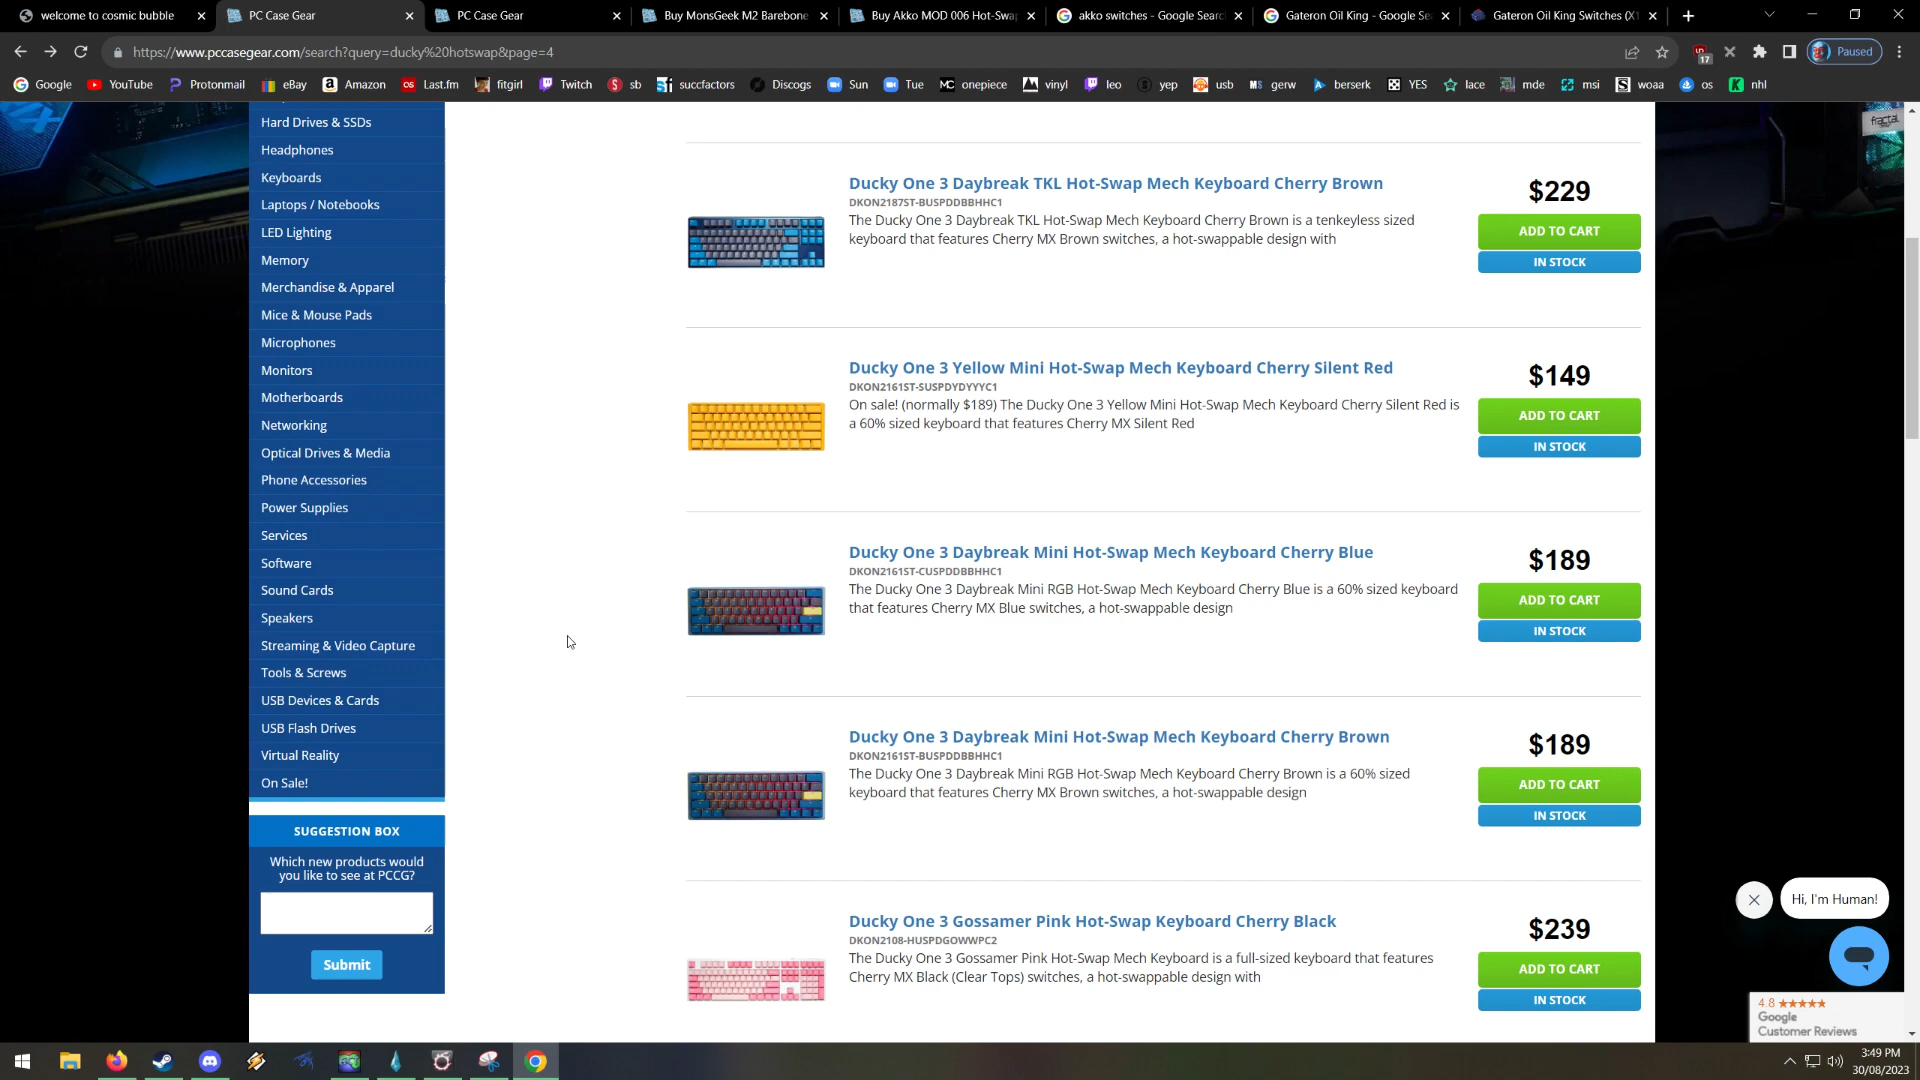 welcome to cosmic bubble
PC Case Gear
PC Case Gear
Buy MonsGeek M2 Barebone
Buy Akko MOD 006 Hot-Swap
akko switches - Google Searc
Gateron Oil King - Google Se
Gateron Oil King Switches (X1
https://www.pccasegear.com/search?query=ducky%20hotswap&page=4
17
Paused
Google
YouTube
Protonmail
eBay
Amazon
Last.fm
fitgirl
Twitch
sb
succfactors
Discogs
Sun
Tue
onepiece
vinyl
leo
yep
usb
gerw
berserk
YES
lace
mde
msi
woaa
os
nhl
Hard Drives & SSDs
Headphones
Keyboards
Laptops / Notebooks
LED Lighting
Memory
Merchandise & Apparel
Mice & Mouse Pads
Microphones
Monitors
Motherboards
Networking
Optical Drives & Media
Phone Accessories
Power Supplies
Services
Software
Sound Cards
Speakers
Streaming & Video Capture
Tools & Screws
USB Devices & Cards
USB Flash Drives
Virtual Reality
On Sale!
SUGGESTION BOX
Which new products would
you like to see at PCCG?
Submit
Ducky One 3 Daybreak TKL Hot-Swap Mech Keyboard Cherry Brown
DKON2187ST-BUSPDDBBHHC1
The Ducky One 3 Daybreak TKL Hot-Swap Mech Keyboard Cherry Brown is a tenkeyless sized
keyboard that features Cherry MX Brown switches, a hot-swappable design with
$229
ADD TO CART
IN STOCK
Ducky One 3 Yellow Mini Hot-Swap Mech Keyboard Cherry Silent Red
DKON2161ST-SUSPDYDYYYC1
On sale! (normally $189) The Ducky One 3 Yellow Mini Hot-Swap Mech Keyboard Cherry Silent Red is
a 60% sized keyboard that features Cherry MX Silent Red
$149
ADD TO CART
IN STOCK
Ducky One 3 Daybreak Mini Hot-Swap Mech Keyboard Cherry Blue
DKON2161ST-CUSPDDBBHHC1
The Ducky One 3 Daybreak Mini RGB Hot-Swap Mech Keyboard Cherry Blue is a 60% sized keyboard
that features Cherry MX Blue switches, a hot-swappable design
$189
ADD TO CART
IN STOCK
Ducky One 3 Daybreak Mini Hot-Swap Mech Keyboard Cherry Brown
DKON2161ST-BUSPDDBBHHC1
The Ducky One 3 Daybreak Mini RGB Hot-Swap Mech Keyboard Cherry Brown is a 60% sized
keyboard that features Cherry MX Brown switches, a hot-swappable design
$189
ADD TO CART
IN STOCK
Ducky One 3 Gossamer Pink Hot-Swap Keyboard Cherry Black
DKON2108-HUSPDGOWWPC2
The Ducky One 3 Gossamer Pink Hot-Swap Mech Keyboard is a full-sized keyboard that features
Cherry MX Black (Clear Tops) switches, a hot-swappable design with
$239
ADD TO CART
IN STOCK
fractal
Hi, I'm Human!
4.8
Google
Customer Reviews
3:49 PM
30/08/2023